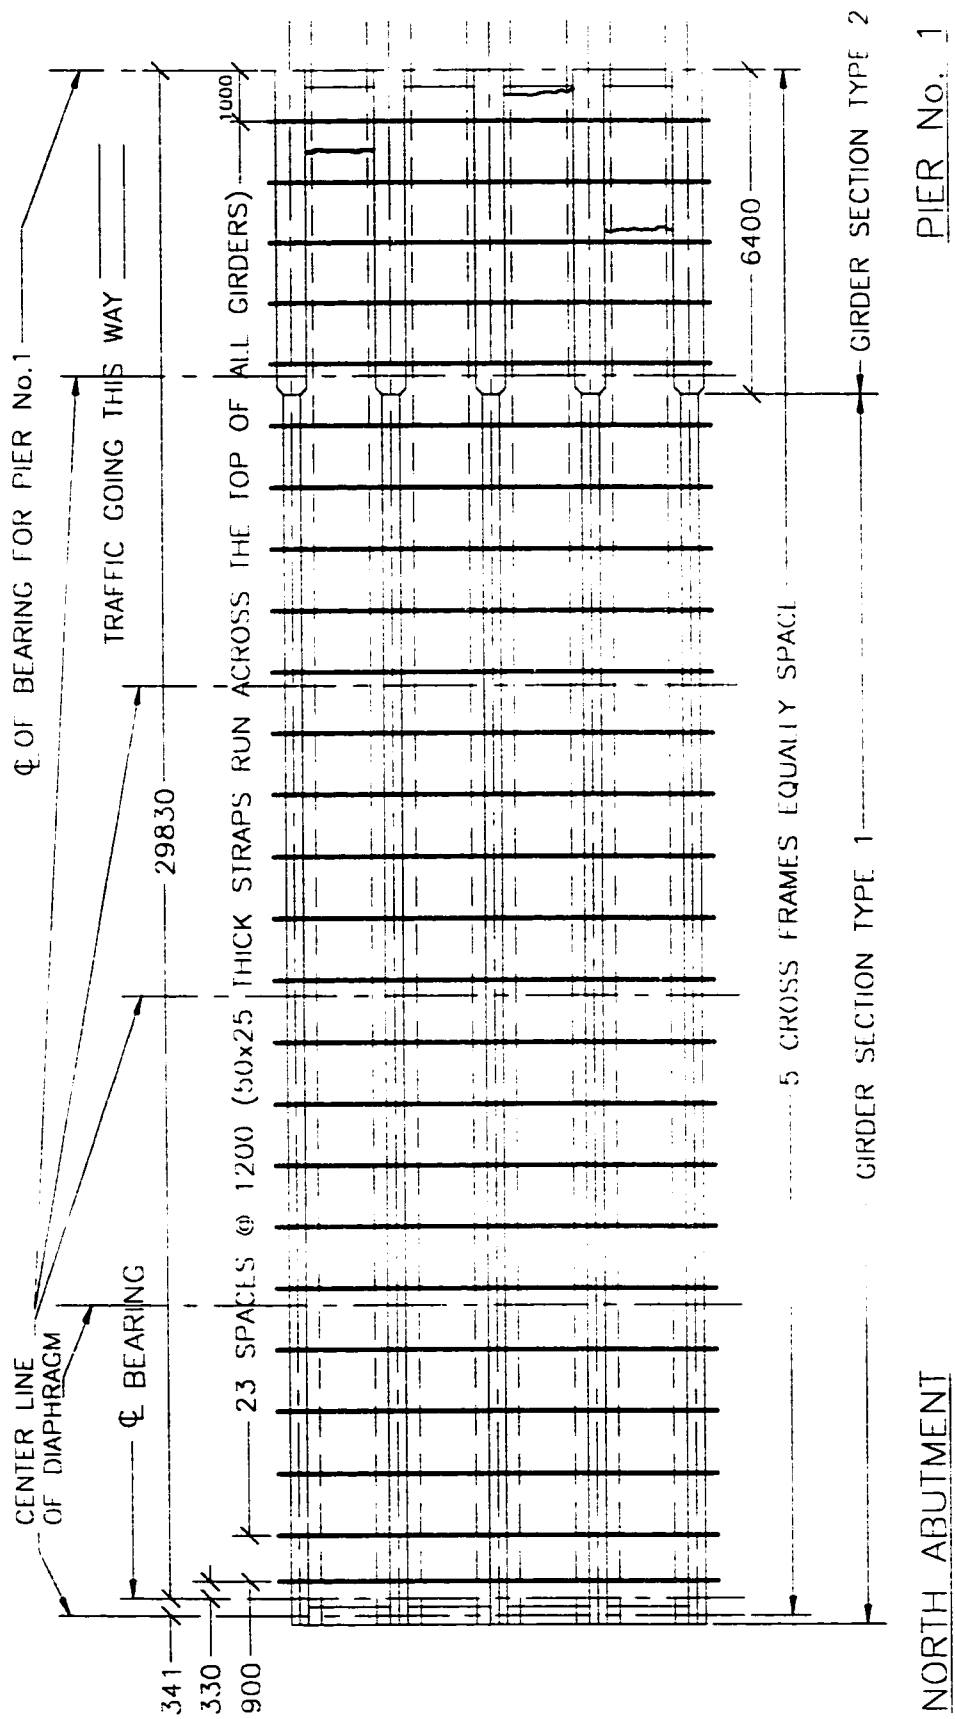 ℄ OF BEARING FOR PIER No.1
TRAFFIC GOING THIS WAY
CENTER LINE
OF DIAPHRAGM
℄ BEARING
29830
341
330
900
23 SPACES @ 1200 (50x25 THICK STRAPS RUN ACROSS THE TOP OF ALL GIRDERS)
1000
6400
5 CROSS FRAMES EQUALLY SPACE
GIRDER SECTION TYPE 1
GIRDER SECTION TYPE 2
NORTH ABUTMENT
PIER No. 1